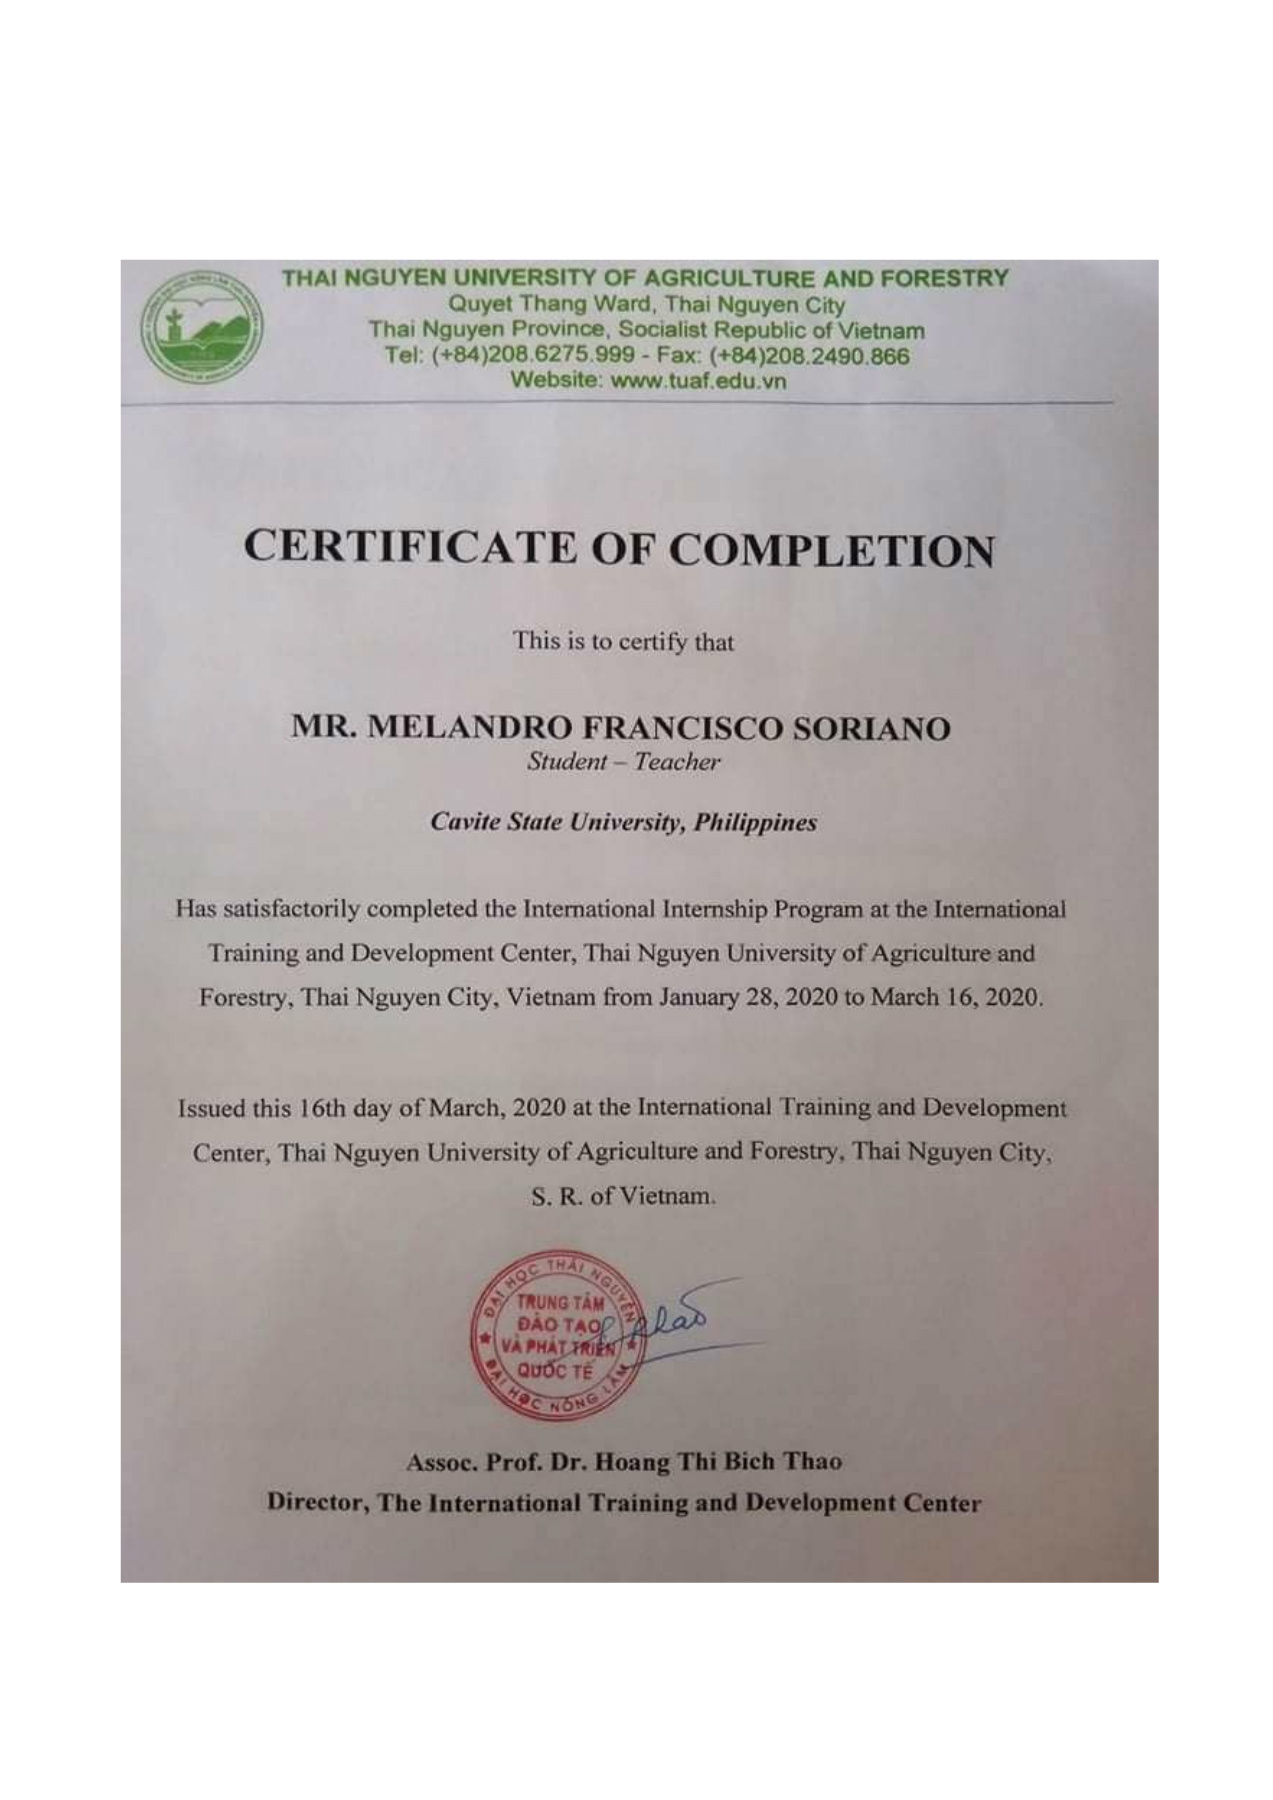 THAI NGUYEN UNIVERSITY OF AGRICULTURE AND FORESTRY
Quyet Thang Ward, Thai Nguyen City
Thai Nguyen Province, Socialist Republic of Vietnam
Tel: (+84)208.6275.999 - Fax: (+84)208.2490.866
Website: www.tuaf.edu.vn
CERTIFICATE OF COMPLETION
This is to certify that
MR. MELANDRO FRANCISCO SORIANO
Student – Teacher
Cavite State University, Philippines
Has satisfactorily completed the International Internship Program at the International
Training and Development Center, Thai Nguyen University of Agriculture and
Forestry, Thai Nguyen City, Vietnam from January 28, 2020 to March 16, 2020.
Issued this 16th day of March, 2020 at the International Training and Development
Center, Thai Nguyen University of Agriculture and Forestry, Thai Nguyen City,
S. R. of Vietnam.
ĐẠI HỌC THÁI NGUYÊN
TRUNG TÂM
ĐÀO TẠO
VÀ PHÁT TRIỂN
QUỐC TẾ
ĐẠI HỌC NÔNG LÂM
Assoc. Prof. Dr. Hoang Thi Bich Thao
Director, The International Training and Development Center